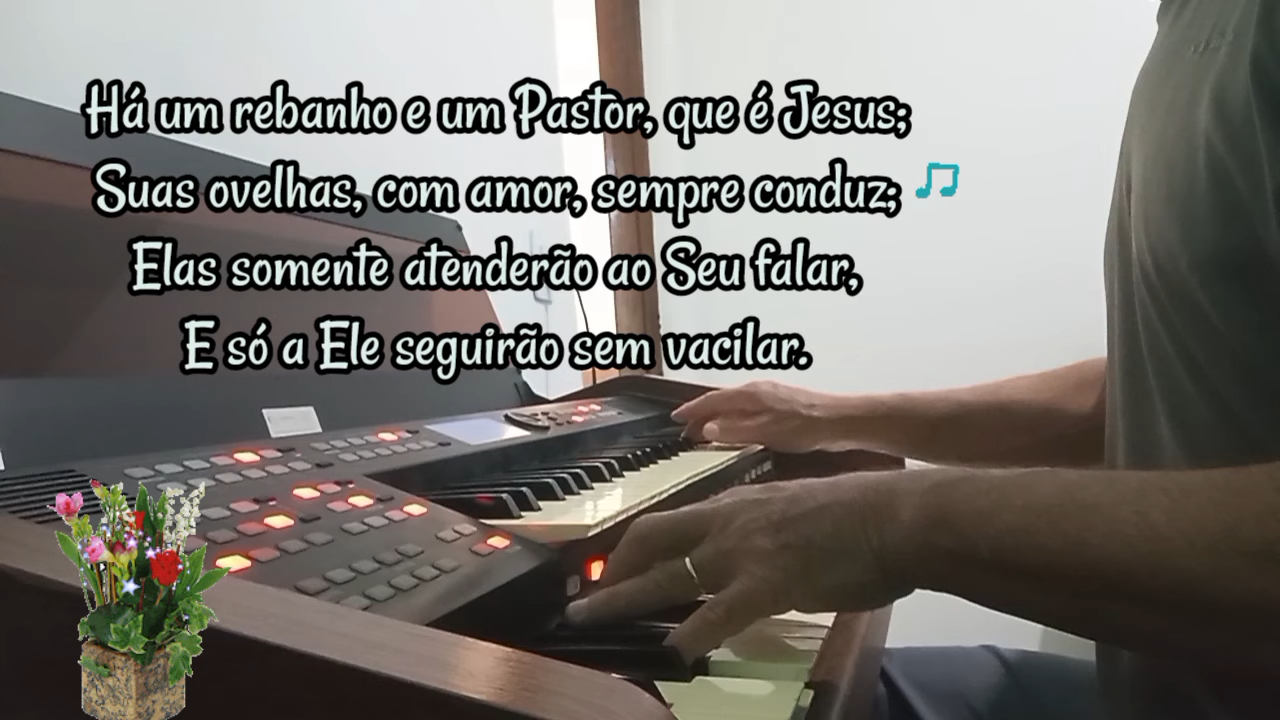 Há um rebanho e um Pastor, que é Jesus;
Suas ovelhas, com amor, sempre conduz;
Elas somente atenderão ao Seu falar,
E só a Ele seguirão sem vacilar.